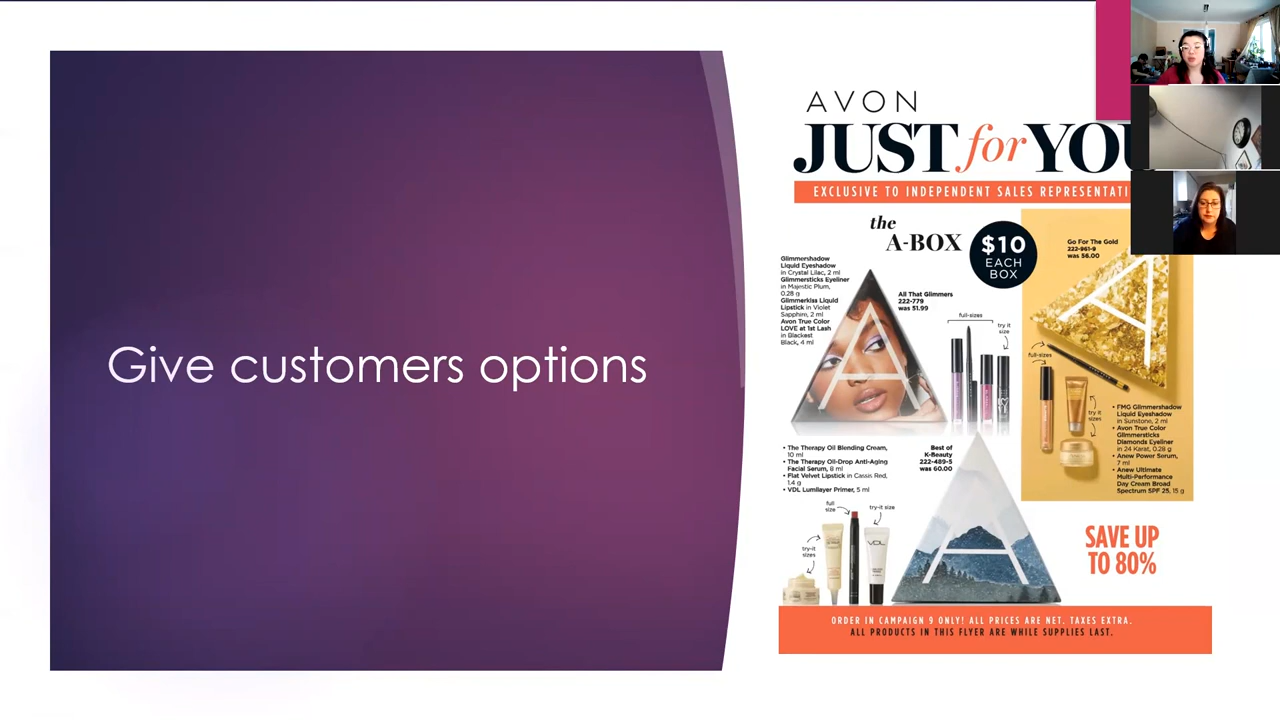 Give customers options
AVON
JUST for YOU
EXCLUSIVE TO INDEPENDENT SALES
the
A-BOX
$10
EACH
BOX
Glimmershadow
Liquid Eyeshadow
in Crystal Lilac, 2 ml
Glimmersticks Eyeliner
in Majestic Plum,
0.28 g
Glimmerkiss Liquid
Lipstick in Violet
Sapphire, 2 ml
Avon True Color
LOVE at 1st Lash
in Blackest
Black, 4 ml
All That Glimmers
222-779
was 51.99
full-sizes
try it
size
Go For The Gold
222-961-9
was 56.00
full-sizes
try it
sizes
• FMG Glimmershadow
Liquid Eyeshadow
in Sunstone, 2 ml
• Avon True Color
Glimmersticks
Diamonds Eyeliner
in 24 Karat, 0.28 g
• Anew Power Serum,
7 ml
• Anew Ultimate
Multi-Performance
Day Cream Broad
Spectrum SPF 25, 15 g
• The Therapy Oil Blending Cream,
10 ml
• The Therapy Oil-Drop Anti-Aging
Facial Serum, 8 ml
• Flat Velvet Lipstick in Cassis Red,
1.4 g
• VDL Lumilayer Primer, 5 ml
Best of
K-Beauty
222-489-5
was 60.00
full
size
try-it size
try-it
sizes
VDL
SAVE UP
TO 80%
ORDER IN CAMPAIGN 9 ONLY! ALL PRICES ARE NET. TAXES EXTRA.
ALL PRODUCTS IN THIS FLYER ARE WHILE SUPPLIES LAST.